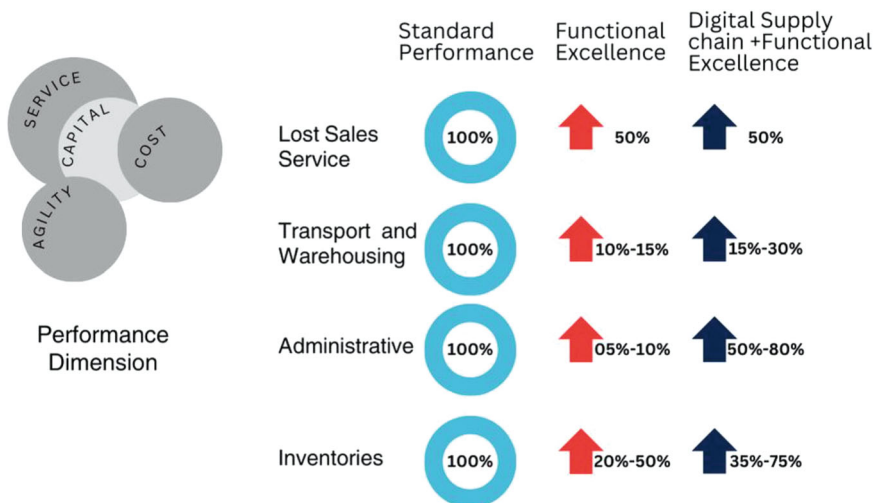 Standard
Performance
Functional
Excellence
Digital Supply
chain +Functional
Excellence
SERVICE
CAPITAL
COST
AGILITY
Performance
Dimension
Lost Sales
Service
100%
50%
50%
Transport and
Warehousing
100%
10%-15%
15%-30%
Administrative
100%
05%-10%
50%-80%
Inventories
100%
20%-50%
35%-75%